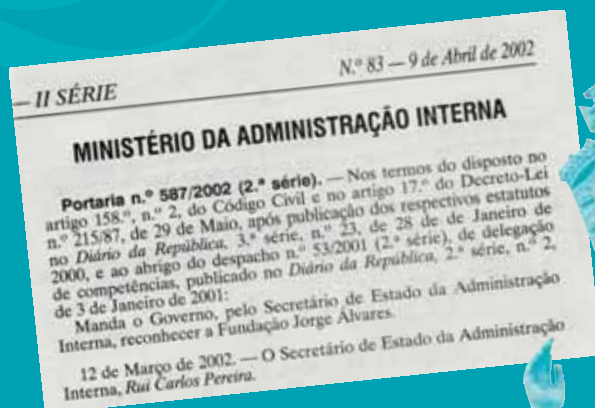 — II SÉRIE
N.º 83 — 9 de Abril de 2002
MINISTÉRIO DA ADMINISTRAÇÃO INTERNA
Portaria n.º 587/2002 (2.ª série). — Nos termos do disposto no
artigo 158.º, n.º 2, do Código Civil e no artigo 17.º do Decreto-Lei
n.º 215/87, de 29 de Maio, após publicação dos respectivos estatutos
no Diário da República, 3.ª série, n.º 23, de 28 de de Janeiro de
2000, e ao abrigo do despacho n.º 53/2001 (2.ª série), de delegação
de competências, publicado no Diário da República, 2.ª série, n.º 2,
de 3 de Janeiro de 2001:
Manda o Governo, pelo Secretário de Estado da Administração
Interna, reconhecer a Fundação Jorge Álvares.
12 de Março de 2002. — O Secretário de Estado da Administração
Interna, Rui Carlos Pereira.